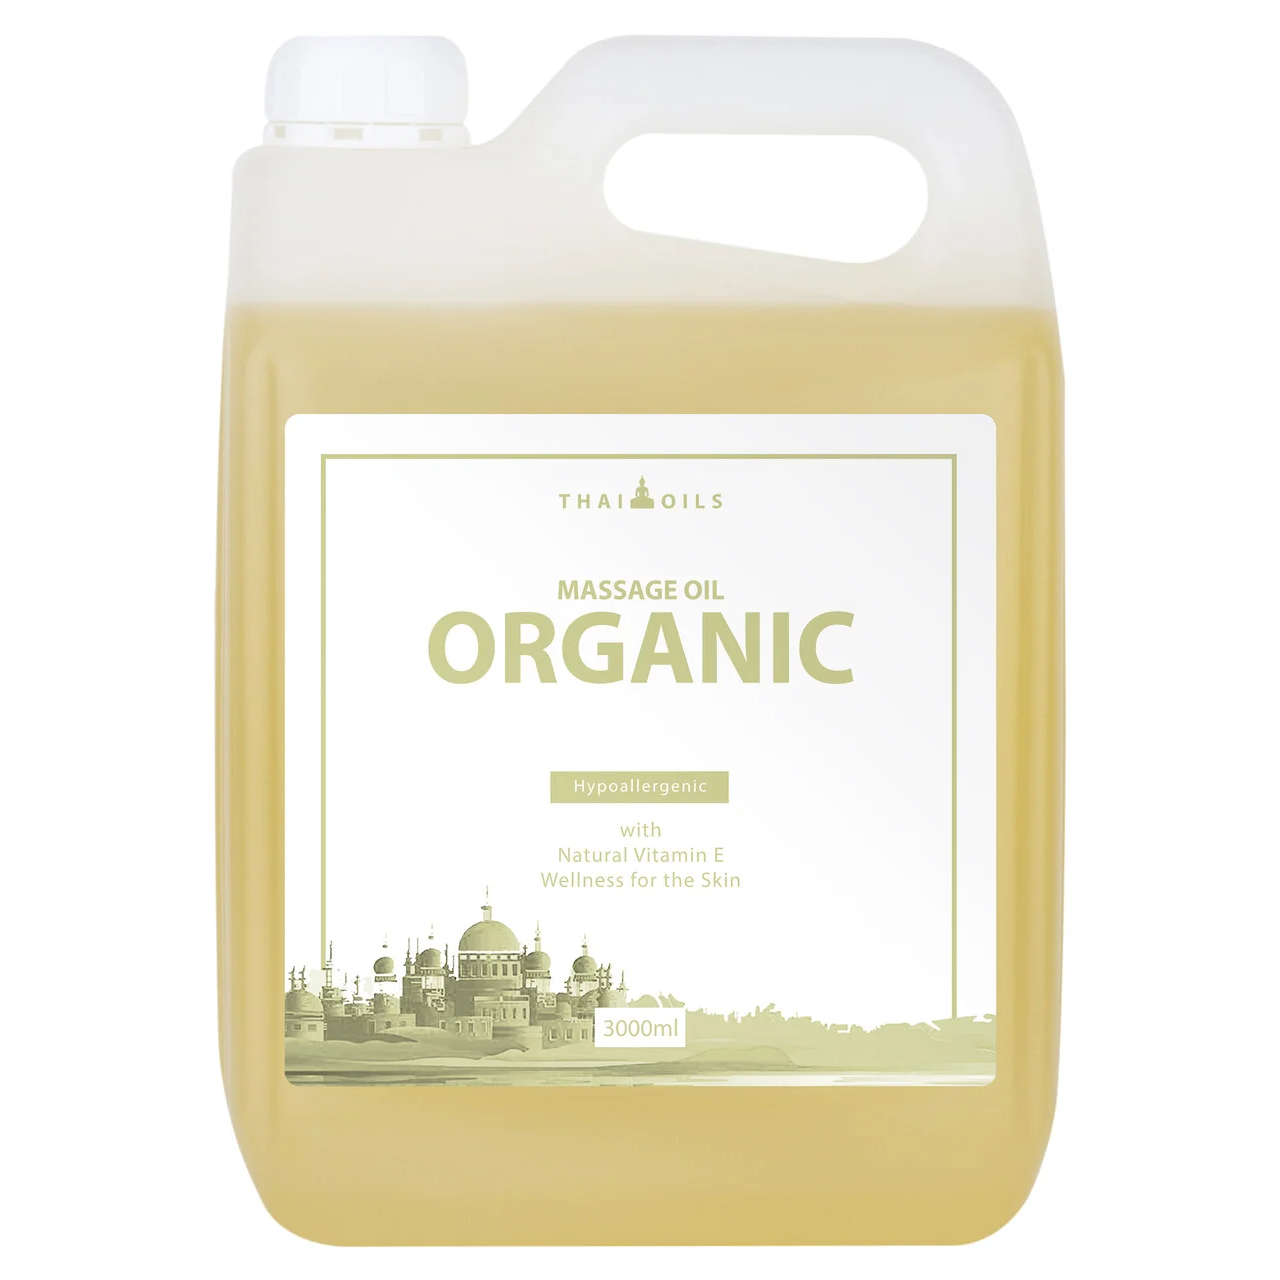 THAI OILS
MASSAGE OIL
ORGANIC
Hypoallergenic
with
Natural Vitamin E
Wellness for the Skin
3000ml